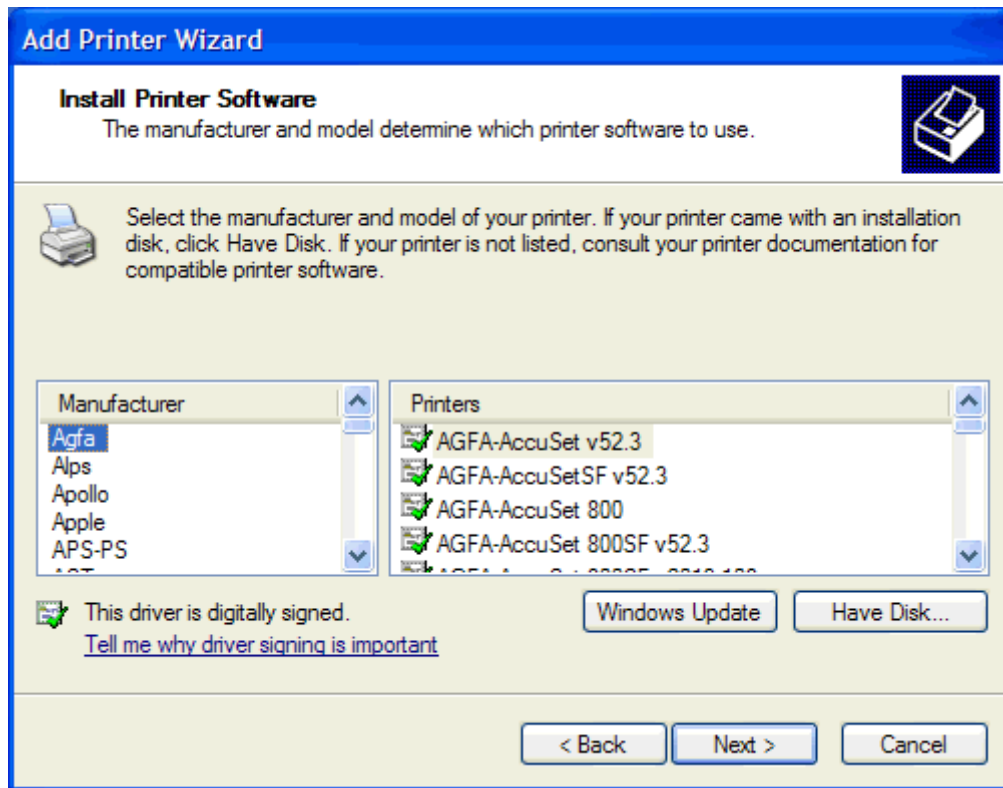 Add Printer Wizard
Install Printer Software
The manufacturer and model determine which printer software to use.
Select the manufacturer and model of your printer. If your printer came with an installation
disk, click Have Disk. If your printer is not listed, consult your printer documentation for
compatible printer software.
Manufacturer
Agfa
Alps
Apollo
Apple
APS-PS
Printers
AGFA-AccuSet v52.3
AGFA-AccuSetSF v52.3
AGFA-AccuSet 800
AGFA-AccuSet 800SF v52.3
This driver is digitally signed.
Tell me why driver signing is important
Windows Update
Have Disk...
< Back
Next >
Cancel